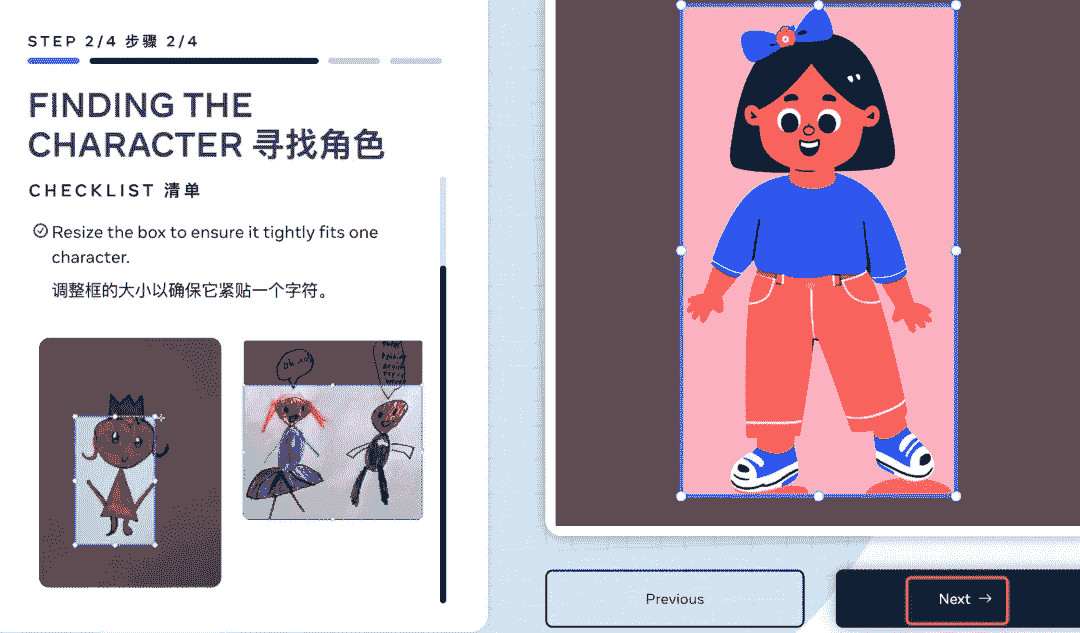 STEP 2/4 步骤 2/4
FINDING THE
CHARACTER 寻找角色
CHECKLIST 清单
Resize the box to ensure it tightly fits one
character.
调整框的大小以确保它紧贴一个字符。
Previous
Next →